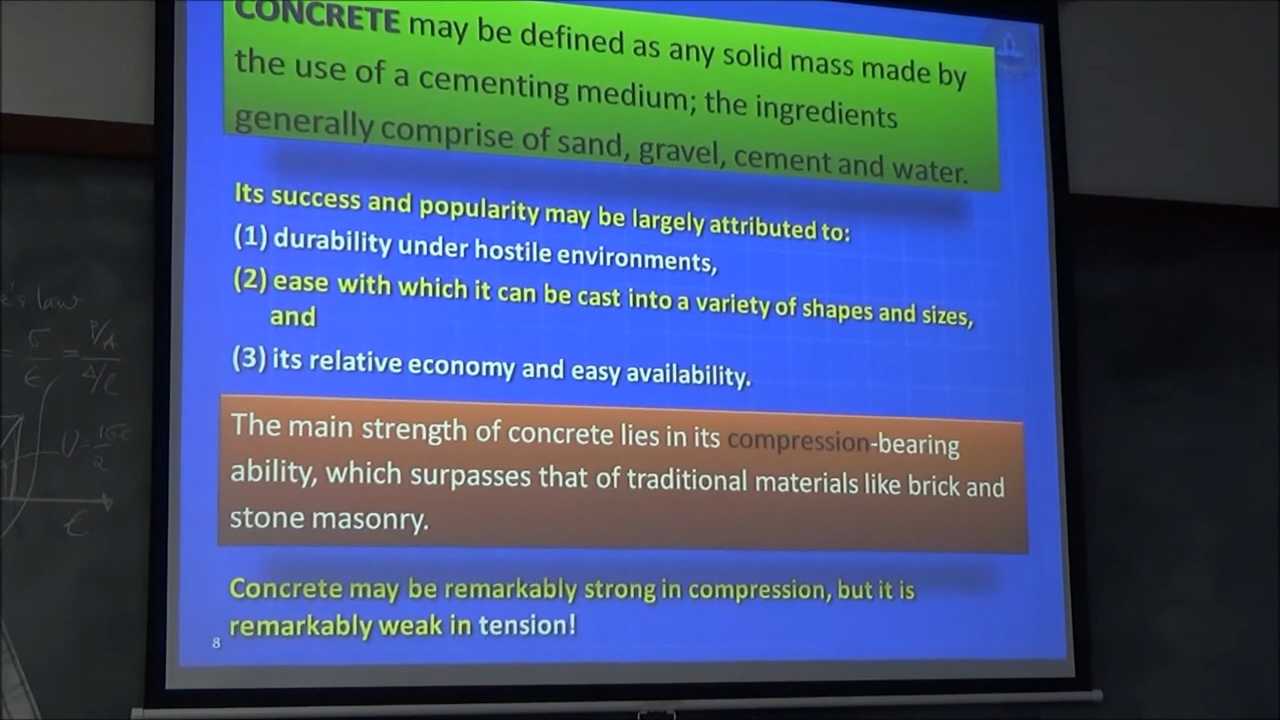 CONCRETE may be defined as any solid mass made by
the use of a cementing medium; the ingredients
generally comprise of sand, gravel, cement and water.
Its success and popularity may be largely attributed to:
(1) durability under hostile environments,
(2) ease with which it can be cast into a variety of shapes and sizes,
and
(3) its relative economy and easy availability.
The main strength of concrete lies in its compression-bearing
ability, which surpasses that of traditional materials like brick and
stone masonry.
Concrete may be remarkably strong in compression, but it is
remarkably weak in tension!
8